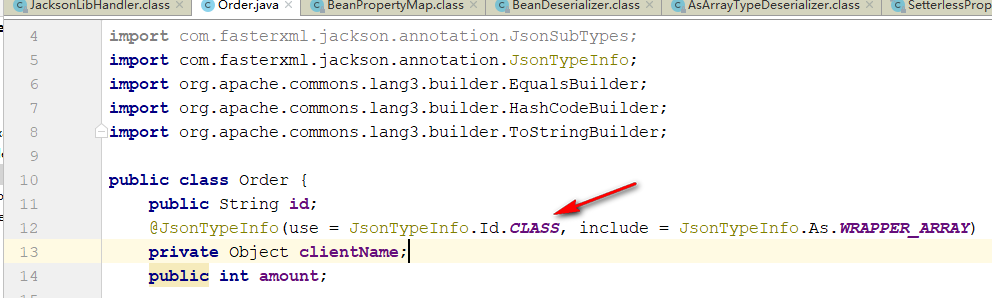 JacksonLibHandler.class × Order.java × BeanPropertyMap.class × BeanDeserializer.class × AsArrayTypeDeserializer.class × SetterlessProper
4 import com.fasterxml.jackson.annotation.JsonSubTypes;
5 import com.fasterxml.jackson.annotation.JsonTypeInfo;
6 import org.apache.commons.lang3.builder.EqualsBuilder;
7 import org.apache.commons.lang3.builder.HashCodeBuilder;
8 import org.apache.commons.lang3.builder.ToStringBuilder;
9
10 public class Order {
11 public String id;
12 @JsonTypeInfo(use = JsonTypeInfo.Id.CLASS, include = JsonTypeInfo.As.WRAPPER_ARRAY)
13 private Object clientName;
14 public int amount;